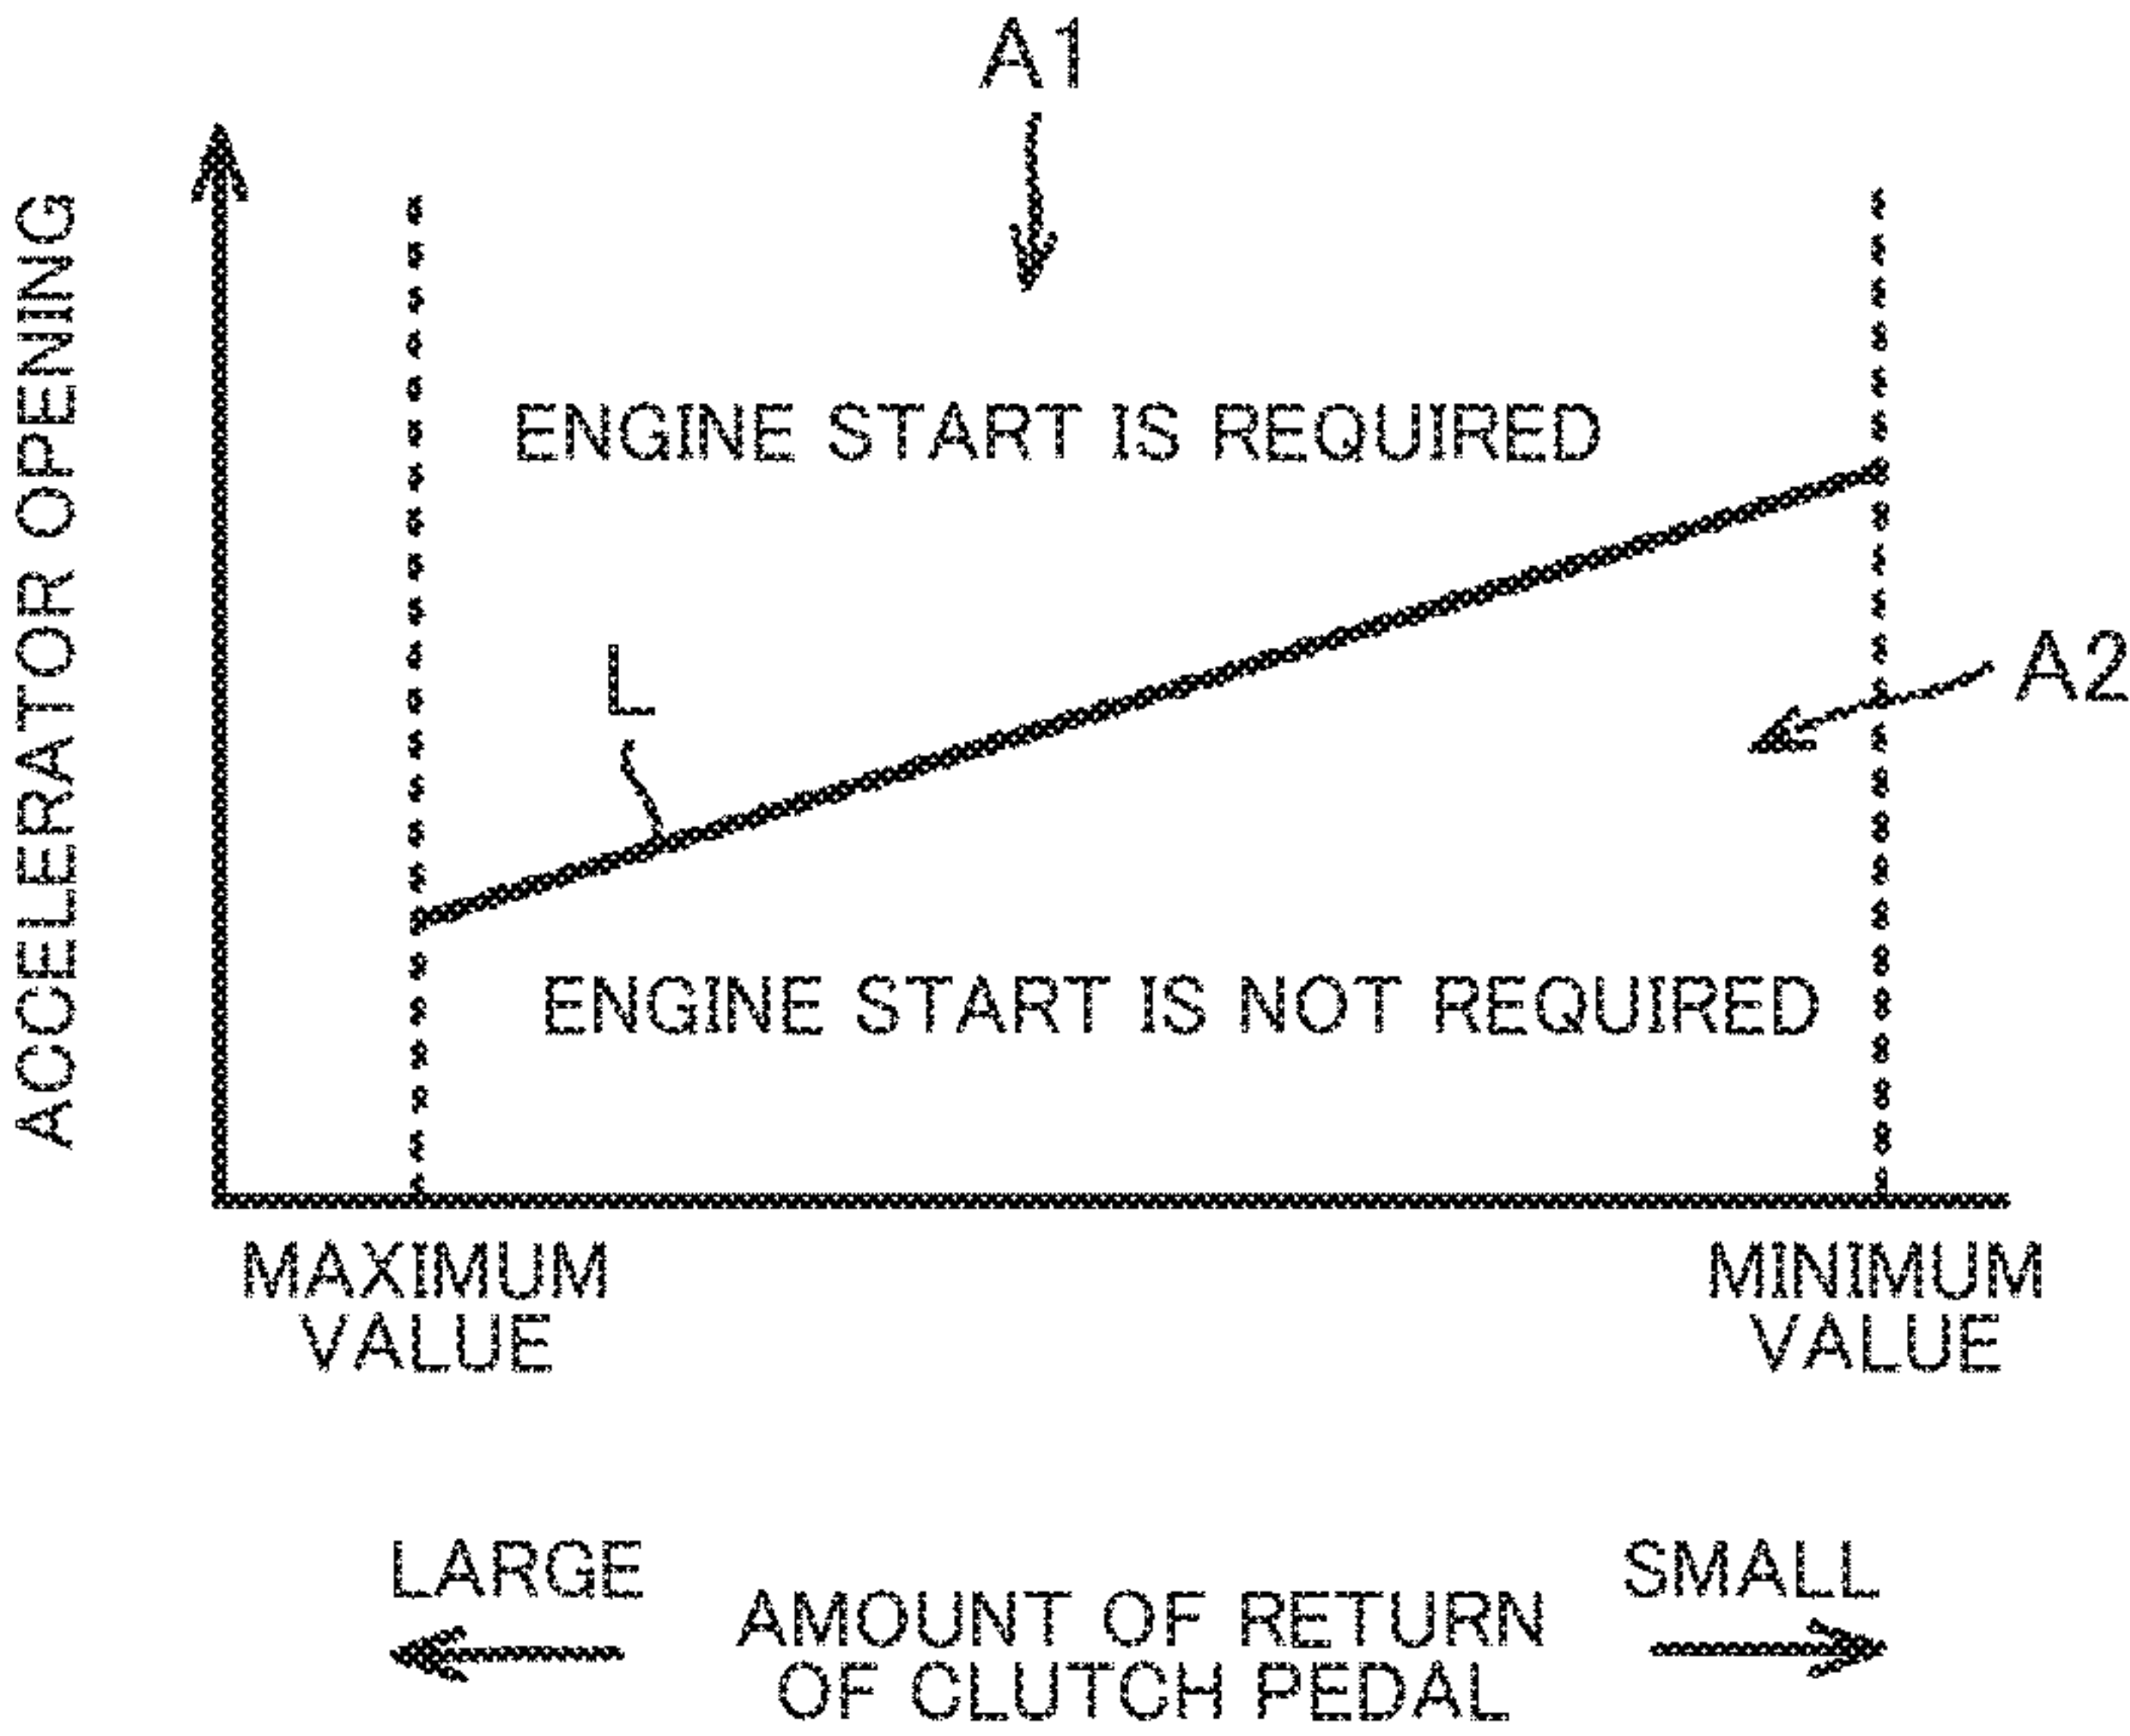 A1
ACCELERATOR OPENING
ENGINE START IS REQUIRED
L
A2
ENGINE START IS NOT REQUIRED
MAXIMUM
VALUE
MINIMUM
VALUE
LARGE
AMOUNT OF RETURN
OF CLUTCH PEDAL
SMALL